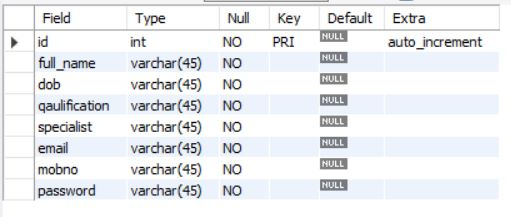 Field Type Null Key Default Extra
id int NO PRI NULL auto_increment
full_name varchar(45) NO NULL
dob varchar(45) NO NULL
qaulification varchar(45) NO NULL
specialist varchar(45) NO NULL
email varchar(45) NO NULL
mobno varchar(45) NO NULL
password varchar(45) NO NULL